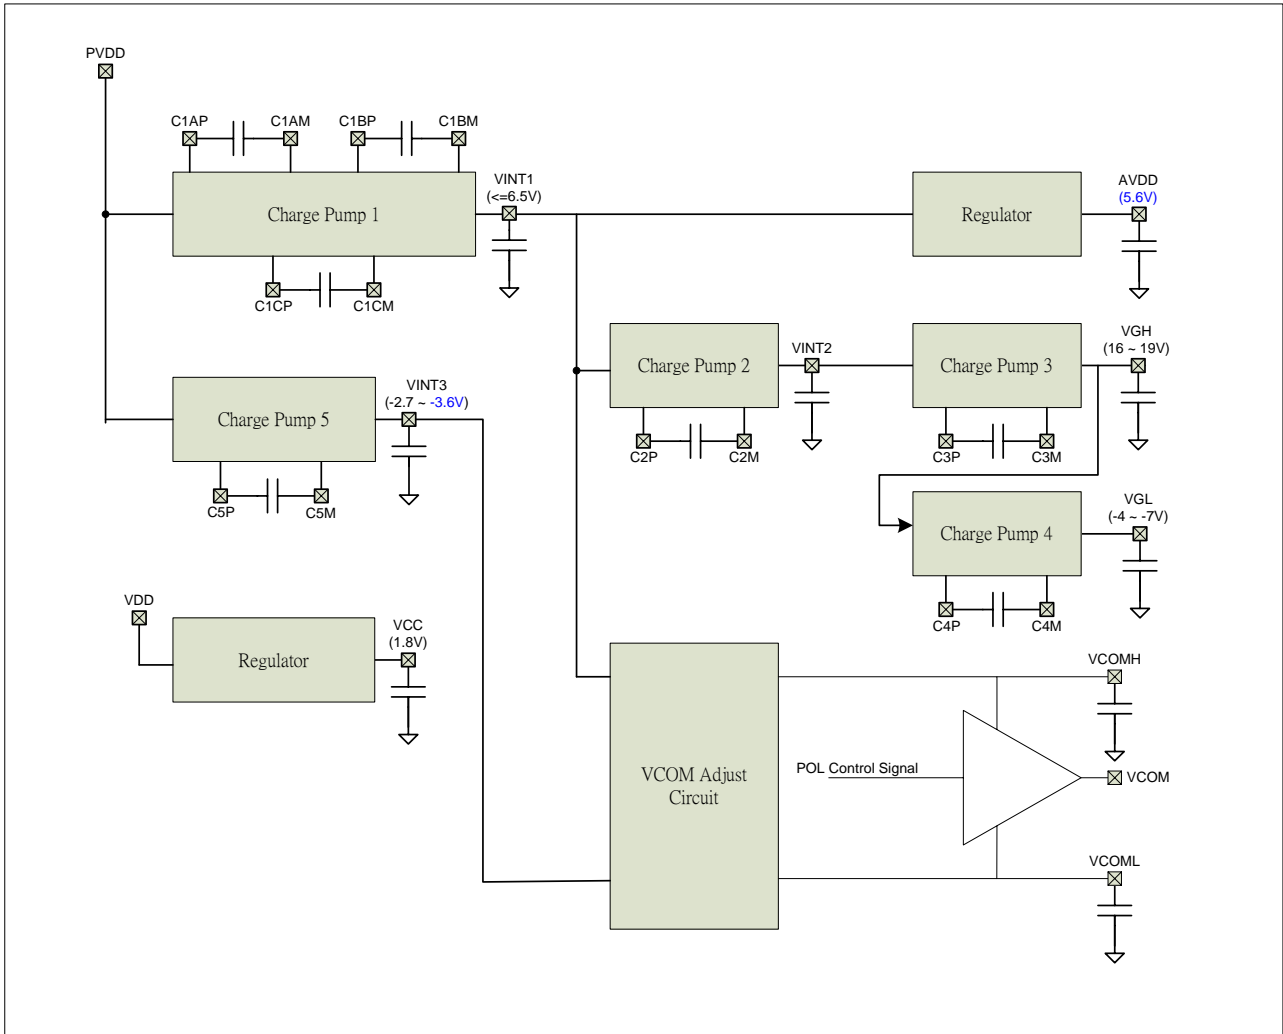 PVDD
C1AP
C1AM
C1BP
C1BM
Charge Pump 1
VINT1
(<=6.5V)
Regulator
AVDD
(5.6V)
C1CP
C1CM
Charge Pump 2
VINT2
Charge Pump 3
VGH
(16 ~ 19V)
Charge Pump 5
VINT3
(-2.7 ~ -3.6V)
C2P
C2M
C3P
C3M
C5P
C5M
Charge Pump 4
VGL
(-4 ~ -7V)
VDD
Regulator
VCC
(1.8V)
C4P
C4M
VCOM Adjust
Circuit
VCOMH
POL Control Signal
VCOM
VCOML